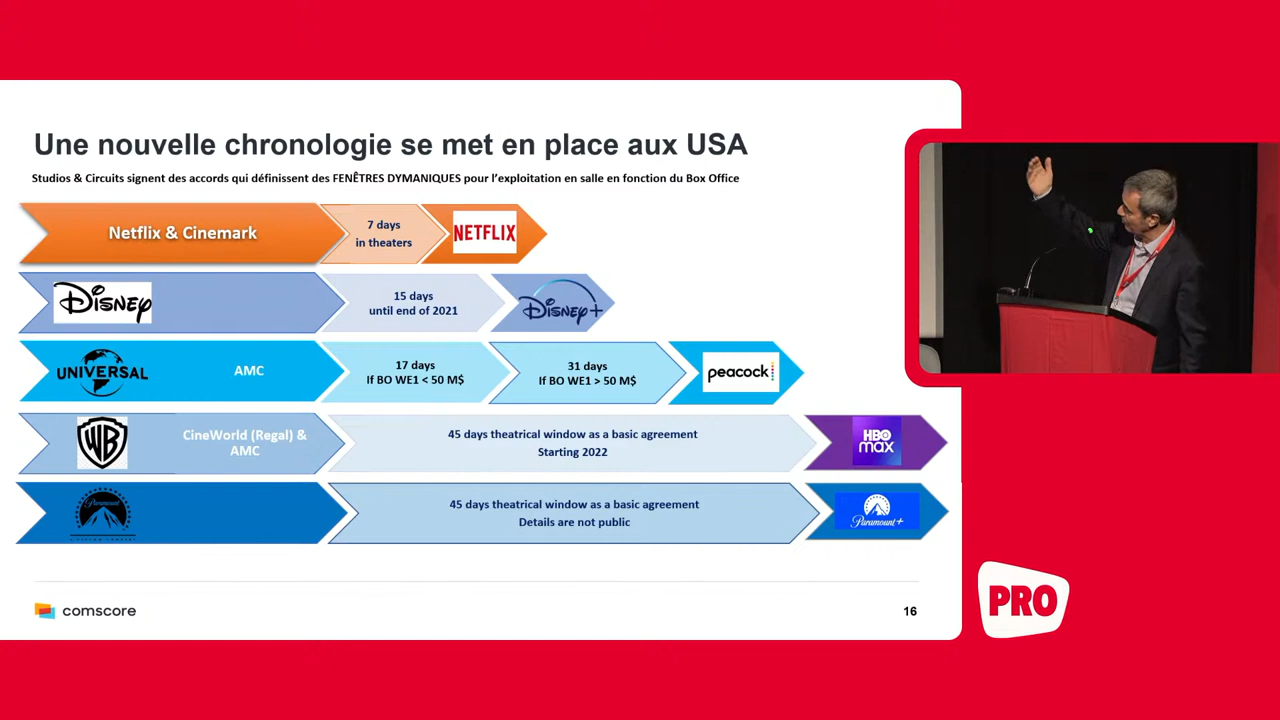 Une nouvelle chronologie se met en place aux USA
Studios & Circuits signent des accords qui définissent des FENÊTRES DYMANIQUES pour l'exploitation en salle en fonction du Box Office
Netflix & Cinemark
7 days
in theaters
NETFLIX
Disney
15 days
until end of 2021
Disney+
UNIVERSAL
AMC
17 days
If BO WE1 < 50 M$
31 days
If BO WE1 > 50 M$
peacock
WB
CineWorld (Regal) &
AMC
45 days theatrical window as a basic agreement
Starting 2022
HBO
max
Paramount
45 days theatrical window as a basic agreement
Details are not public
Paramount+
comscore
16
PRO